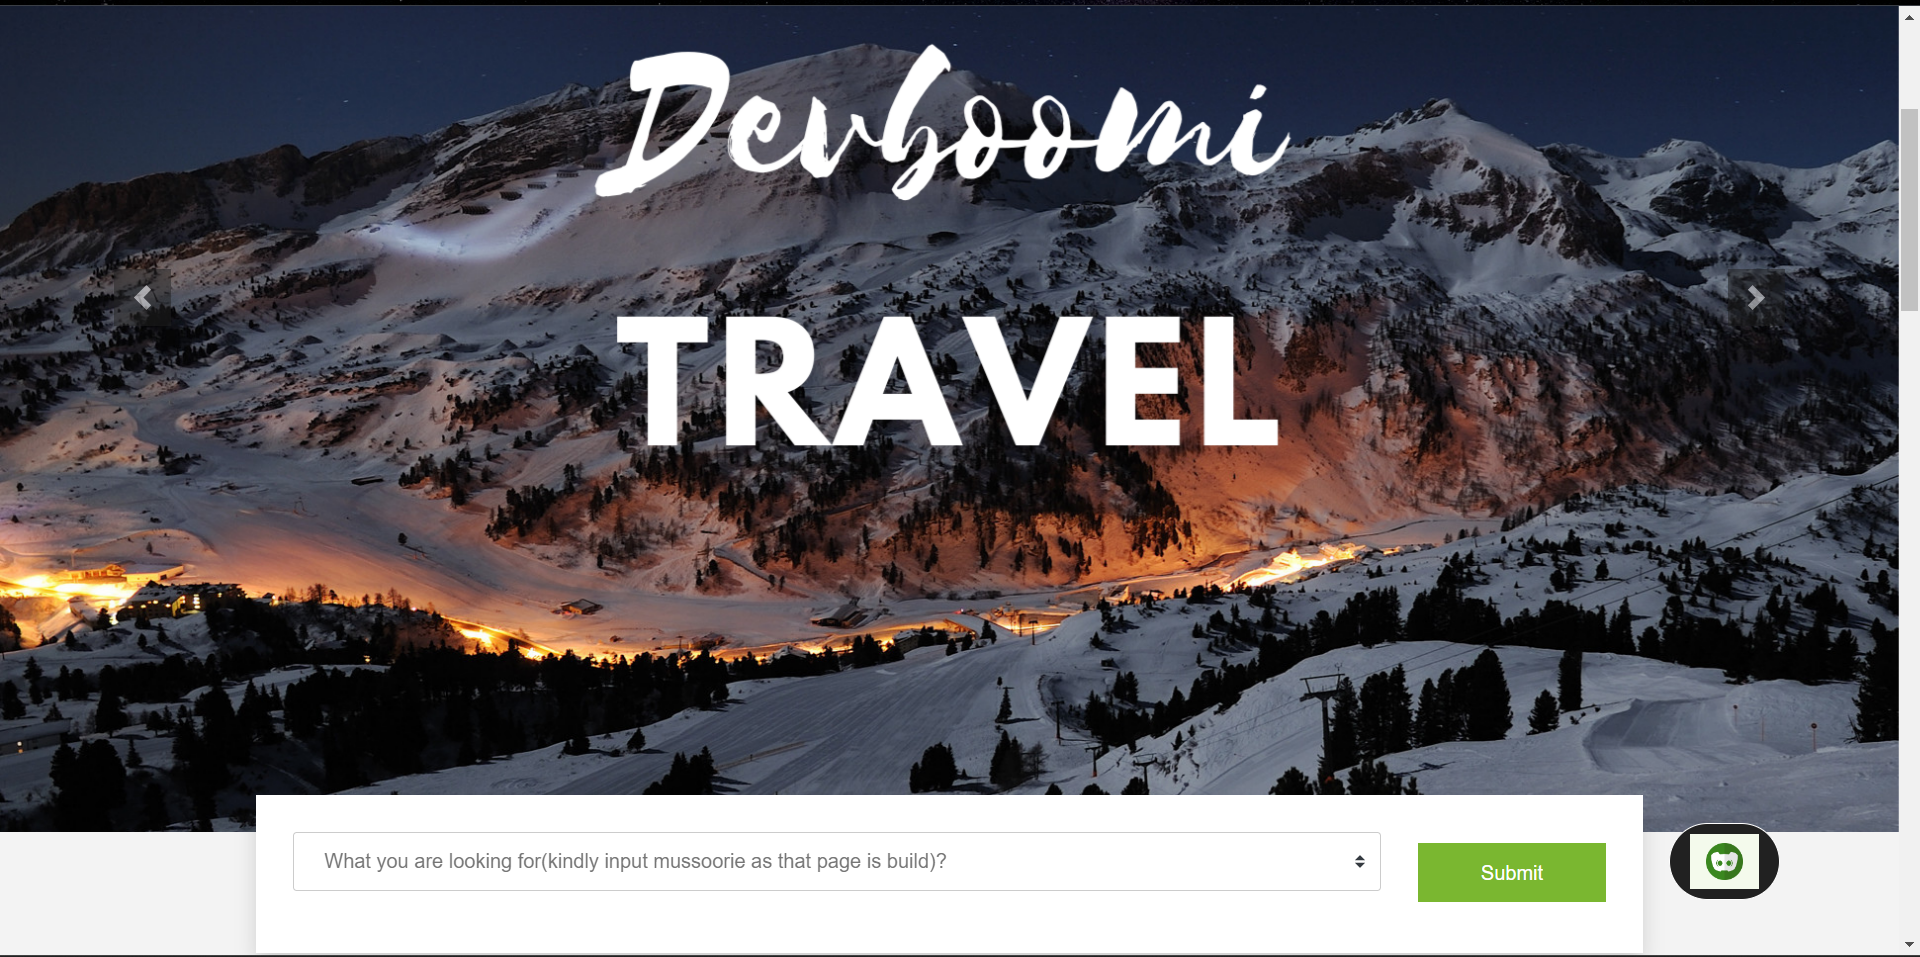 Devboomi
TRAVEL
What you are looking for(kindly input mussoorie as that page is build)?
Submit